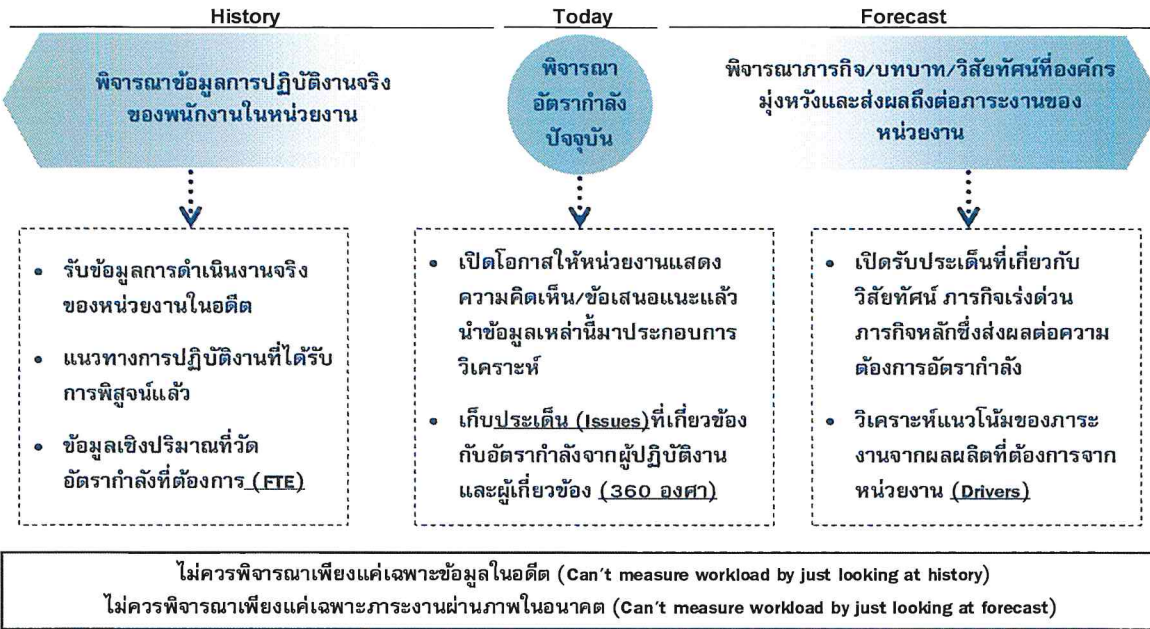 History
Today
Forecast
พิจารณาข้อมูลการปฏิบัติงานจริง
ของพนักงานในหน่วยงาน
พิจารณา
อัตรากำลัง
ปัจจุบัน
พิจารณาภารกิจ/บทบาท/วิสัยทัศน์ที่องค์กร
มุ่งหวังและส่งผลถึงต่อภาระงานของ
หน่วยงาน
• รับข้อมูลการดำเนินงานจริง
ของหน่วยงานในอดีต
• แนวทางการปฏิบัติงานที่ได้รับ
การพิสูจน์แล้ว
• ข้อมูลเชิงปริมาณที่วัด
อัตรากำลังที่ต้องการ (FTE)
• เปิดโอกาสให้หน่วยงานแสดง
ความคิดเห็น/ข้อเสนอแนะแล้ว
นำข้อมูลเหล่านี้มาประกอบการ
วิเคราะห์
• เก็บประเด็น (Issues)ที่เกี่ยวข้อง
กับอัตรากำลังจากผู้ปฏิบัติงาน
และผู้เกี่ยวข้อง (360 องศา)
• เปิดรับประเด็นที่เกี่ยวกับ
วิสัยทัศน์ ภารกิจเร่งด่วน
ภารกิจหลักซึ่งส่งผลต่อความ
ต้องการอัตรากำลัง
• วิเคราะห์แนวโน้มของภาระ
งานจากผลผลิตที่ต้องการจาก
หน่วยงาน (Drivers)
ไม่ควรพิจารณาเพียงแค่เฉพาะข้อมูลในอดีต (Can't measure workload by just looking at history)
ไม่ควรพิจารณาเพียงแค่เฉพาะภาระงานผ่านภาพในอนาคต (Can't measure workload by just looking at forecast)